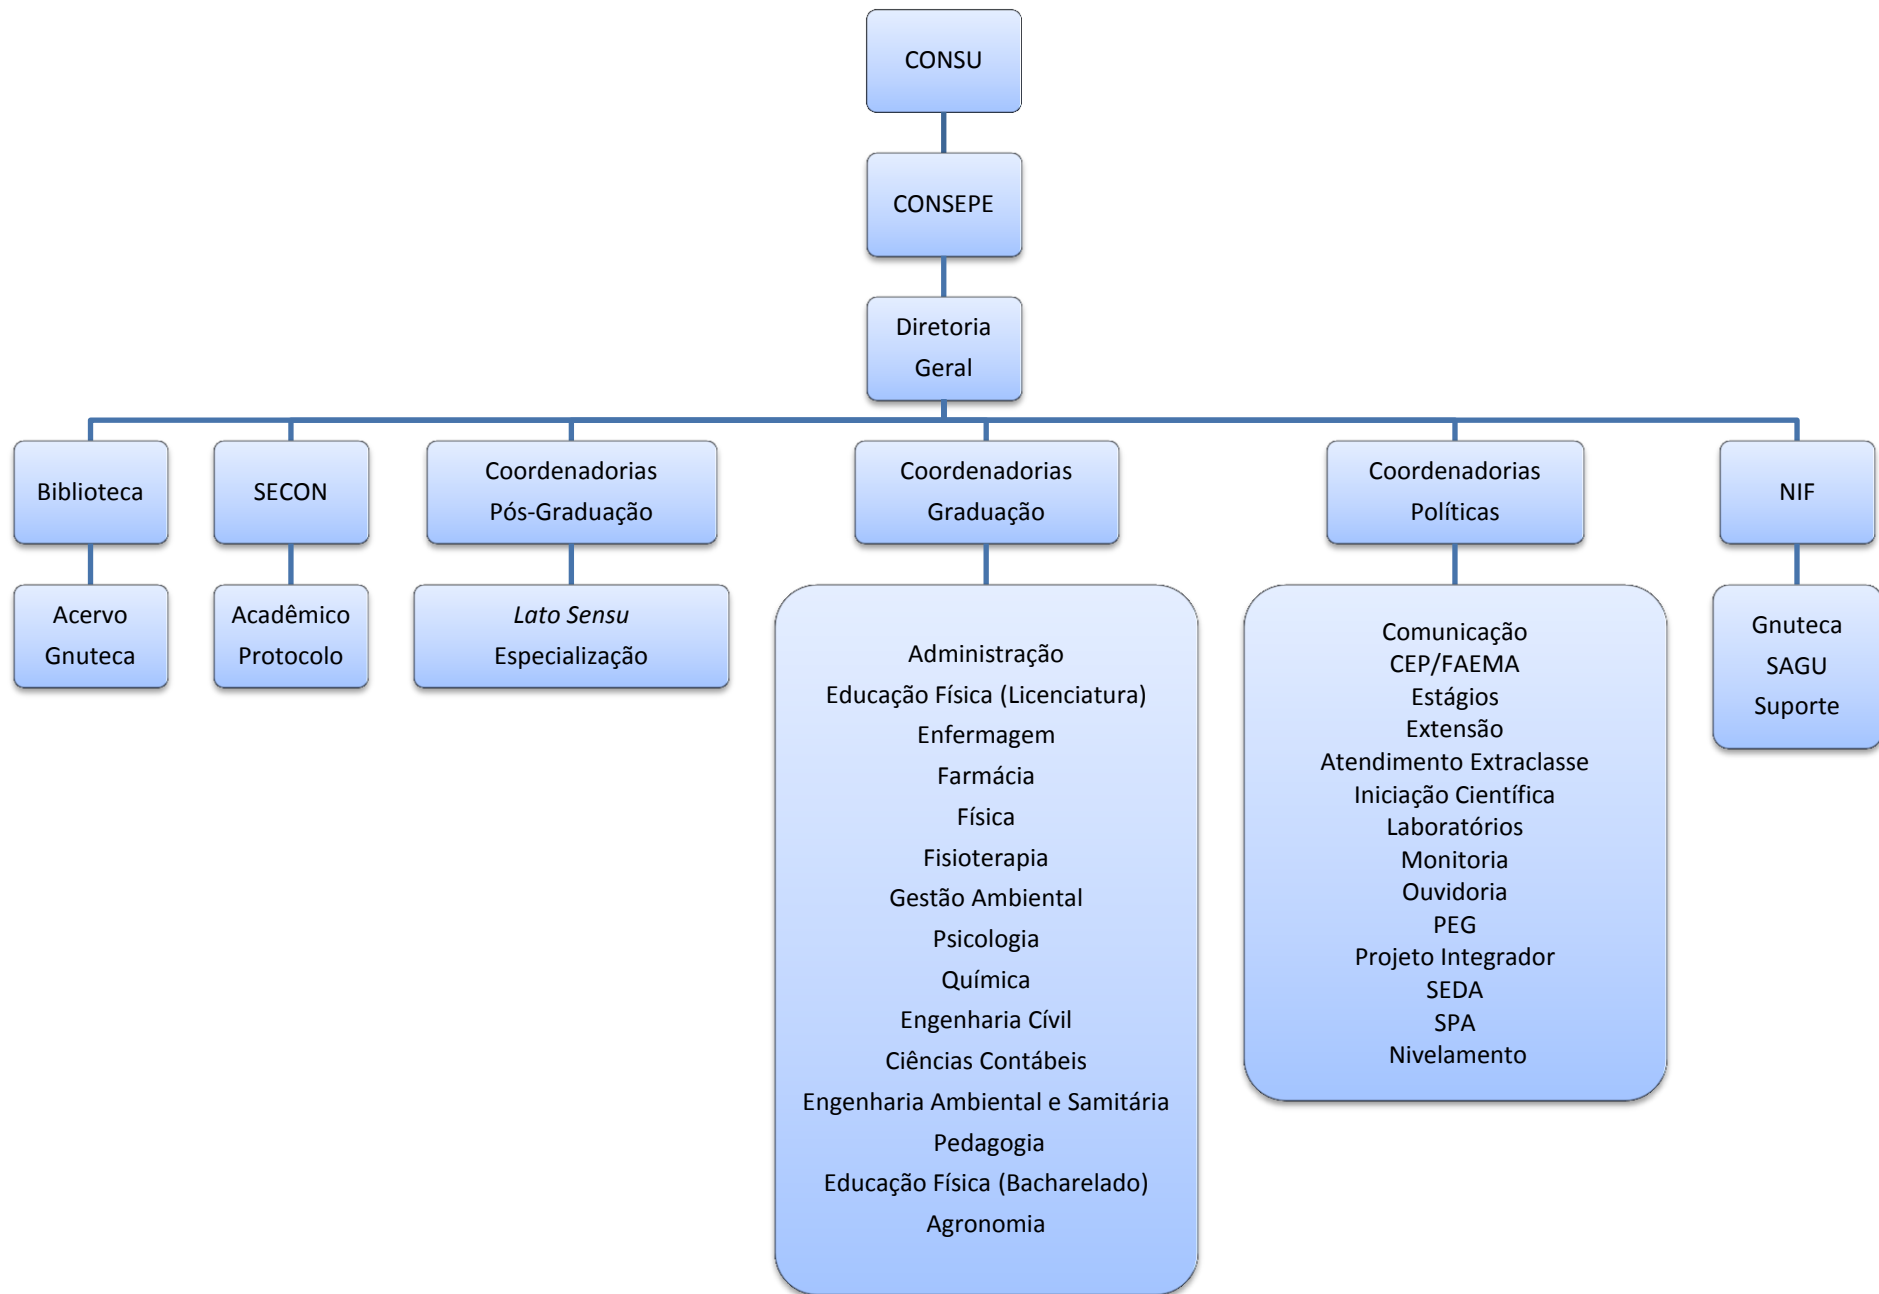 CONSU
CONSEPE
Diretoria
Geral
Biblioteca
SECON
Coordenadorias
Pós-Graduação
Coordenadorias
Graduação
Coordenadorias
Políticas
NIF
Acervo
Gnuteca
Acadêmico
Protocolo
Lato Sensu
Especialização
Administração
Educação Física (Licenciatura)
Enfermagem
Farmácia
Física
Fisioterapia
Gestão Ambiental
Psicologia
Química
Engenharia Cívil
Ciências Contábeis
Engenharia Ambiental e Samitária
Pedagogia
Educação Física (Bacharelado)
Agronomia
Comunicação
CEP/FAEMA
Estágios
Extensão
Atendimento Extraclasse
Iniciação Científica
Laboratórios
Monitoria
Ouvidoria
PEG
Projeto Integrador
SEDA
SPA
Nivelamento
Gnuteca
SAGU
Suporte